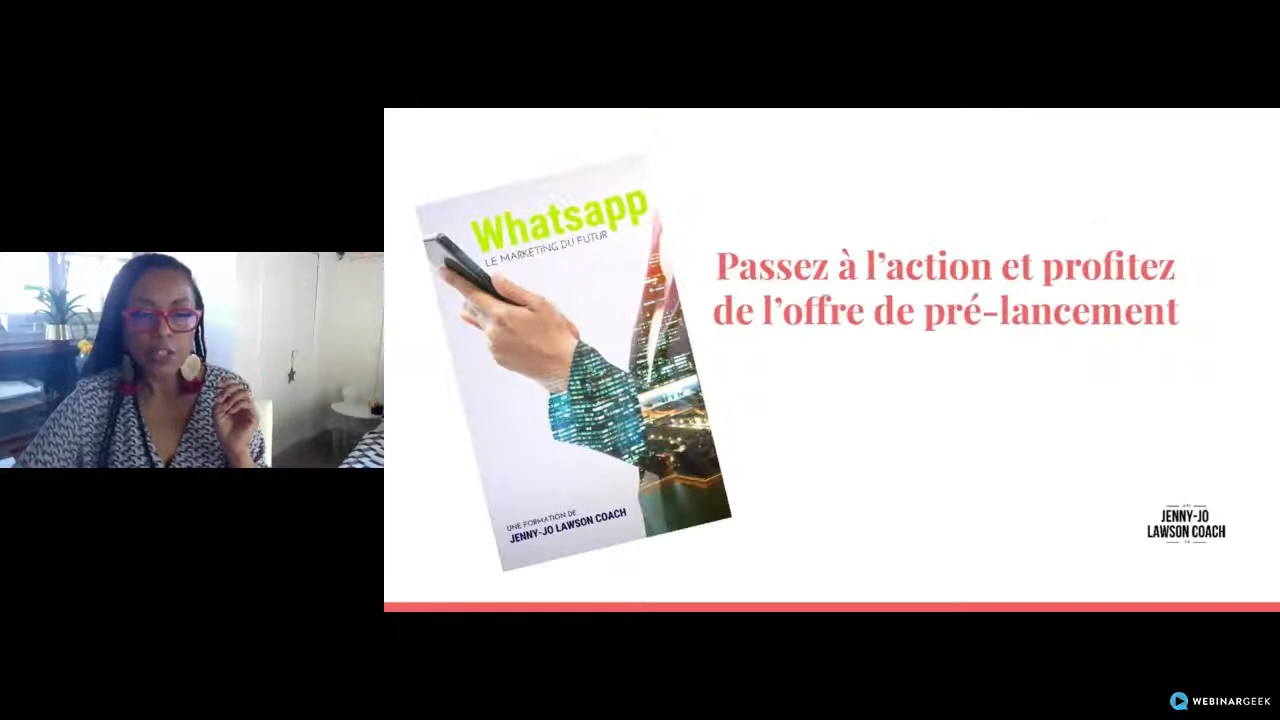 Whatsapp
LE MARKETING DU FUTUR
UNE FORMATION DE
JENNY-JO LAWSON COACH
Passez à l'action et profitez
de l'offre de pré-lancement
JENNY-JO
LAWSON COACH
WEBINARGEEK